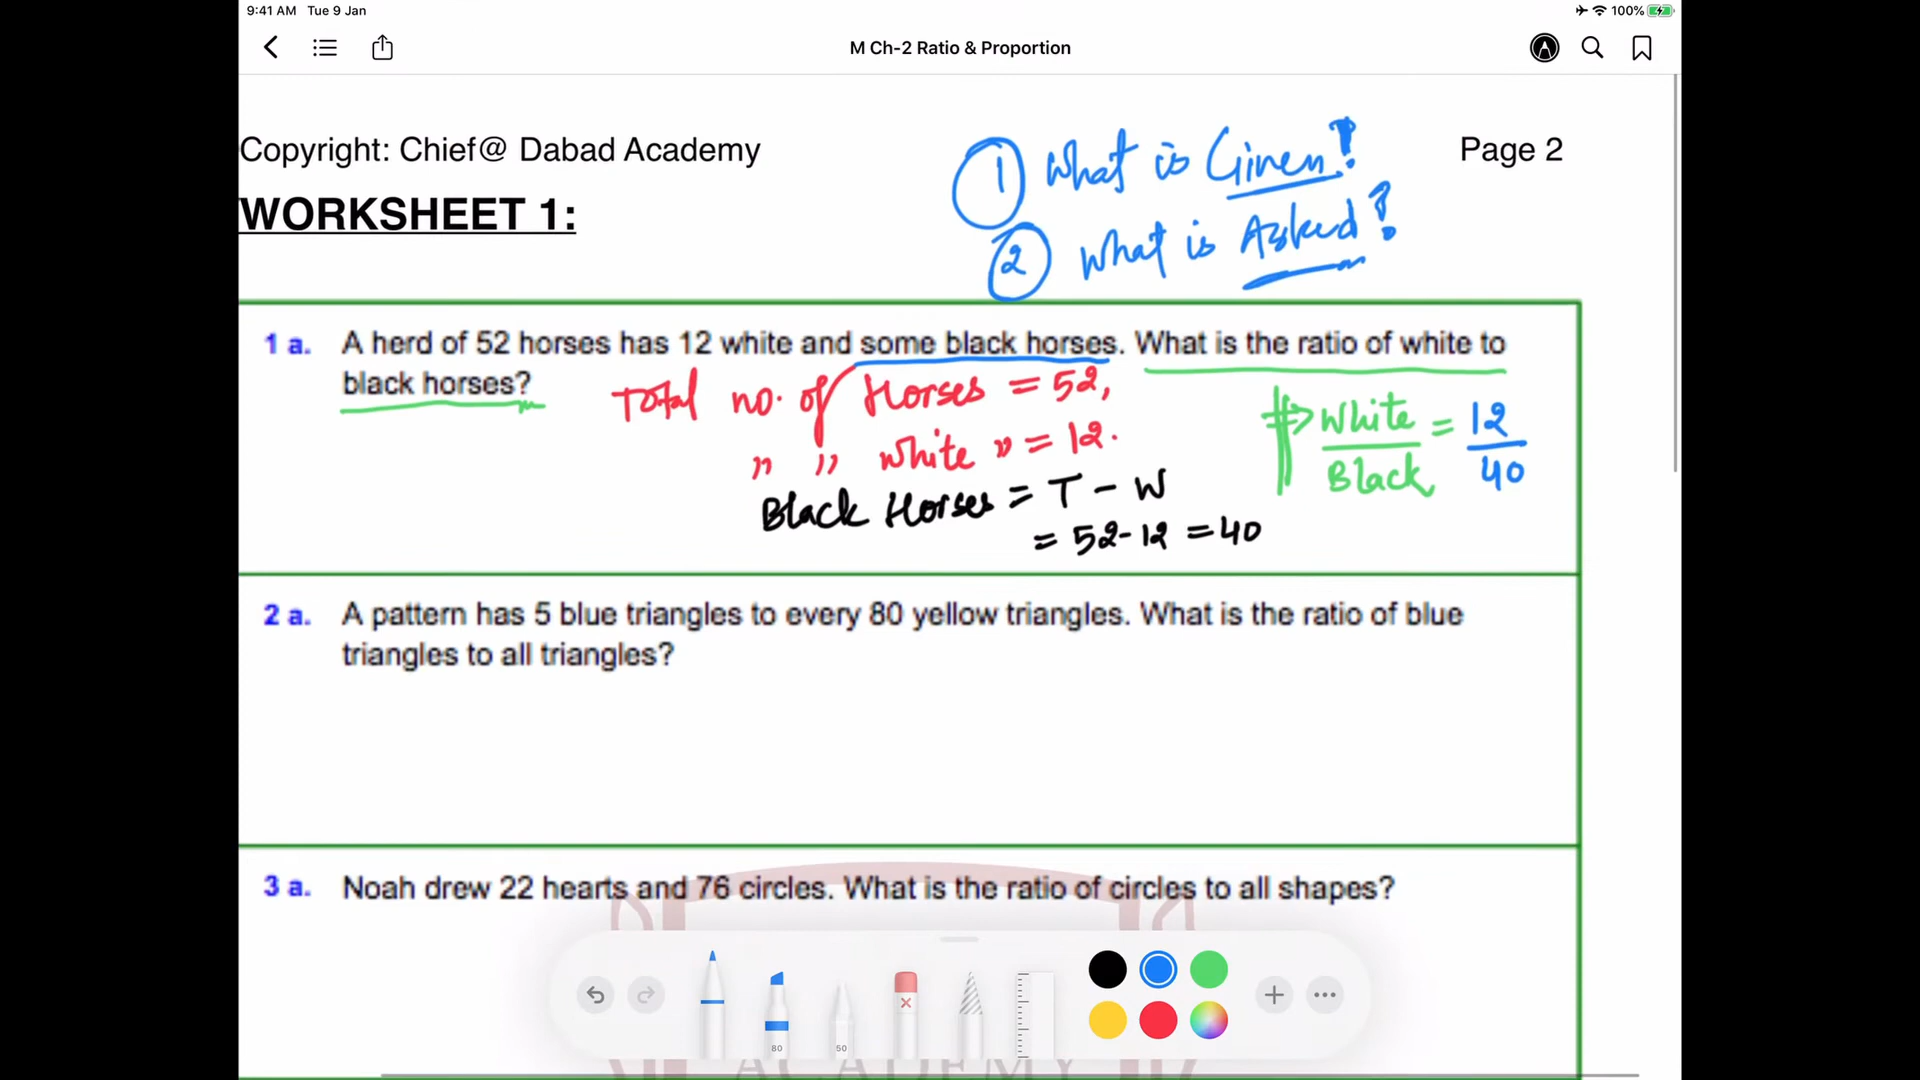 9:41 AM Tue 9 Jan
100%
M Ch-2 Ratio & Proportion
Copyright: Chief@ Dabad Academy
Page 2
① What is Given?
② What is Asked?
WORKSHEET 1:
1 a. A herd of 52 horses has 12 white and some black horses. What is the ratio of white to
black horses?
Total no. of Horses = 52,
" " white " = 12.
Black Horses = T - W
= 52-12 = 40
White = 12
Black 40
2 a. A pattern has 5 blue triangles to every 80 yellow triangles. What is the ratio of blue
triangles to all triangles?
3 a. Noah drew 22 hearts and 76 circles. What is the ratio of circles to all shapes?
80
50
ACADEMY